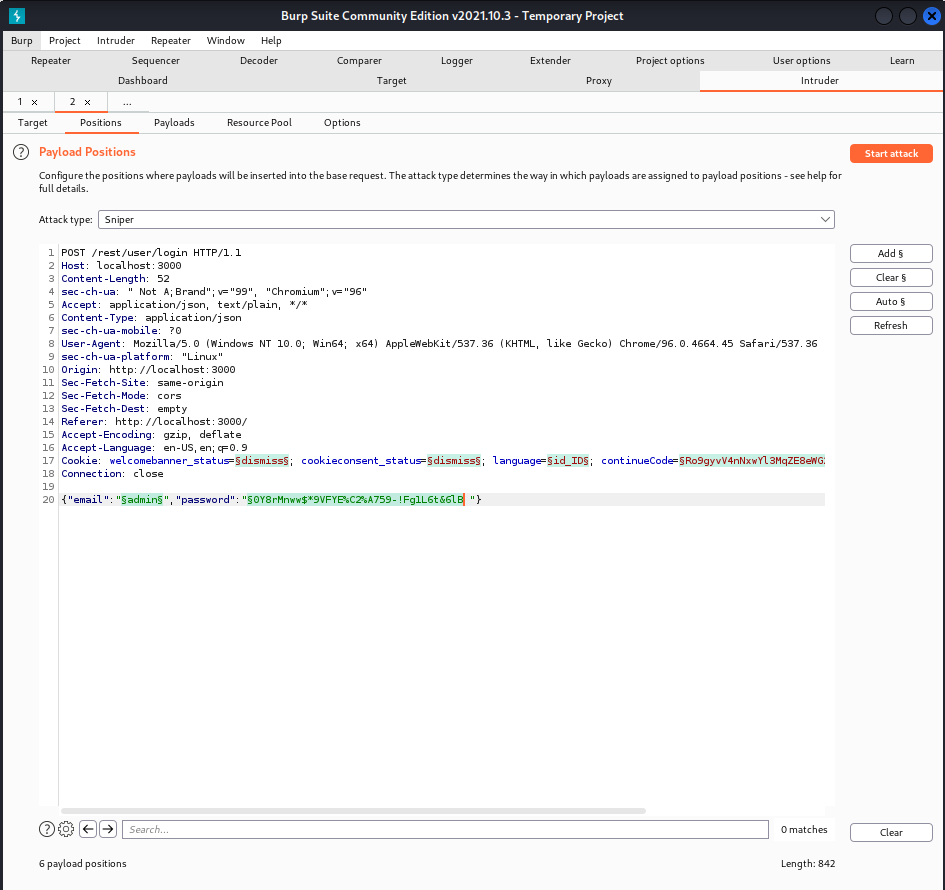 Burp Suite Community Edition v2021.10.3 - Temporary Project
Burp Project Intruder Repeater Window Help
Repeater Sequencer Decoder Comparer Logger Extender Project options User options Learn
Dashboard Target Proxy Intruder
1 × 2 × ...
Target Positions Payloads Resource Pool Options
? Payload Positions Start attack
Configure the positions where payloads will be inserted into the base request. The attack type determines the way in which payloads are assigned to payload positions - see help for
full details.
Attack type: Sniper
1 POST /rest/user/login HTTP/1.1 Add §
2 Host: localhost:3000
3 Content-Length: 52 Clear §
4 sec-ch-ua: " Not A;Brand";v="99", "Chromium";v="96"
5 Accept: application/json, text/plain, */* Auto §
6 Content-Type: application/json
7 sec-ch-ua-mobile: ?0 Refresh
8 User-Agent: Mozilla/5.0 (Windows NT 10.0; Win64; x64) AppleWebKit/537.36 (KHTML, like Gecko) Chrome/96.0.4664.45 Safari/537.36
9 sec-ch-ua-platform: "Linux"
10 Origin: http://localhost:3000
11 Sec-Fetch-Site: same-origin
12 Sec-Fetch-Mode: cors
13 Sec-Fetch-Dest: empty
14 Referer: http://localhost:3000/
15 Accept-Encoding: gzip, deflate
16 Accept-Language: en-US,en;q=0.9
17 Cookie: welcomebanner_status=§dismiss§; cookieconsent_status=§dismiss§; language=§id_ID§; continueCode=§Ro9gyvV4nNxwYl3MqZE8eWG
18 Connection: close
19
20 {"email":"§admin§","password":"§0Y8rMnww$*9VFYE%C2%A759-!Fg1L6t&6lB "}
? Search... 0 matches Clear
6 payload positions Length: 842